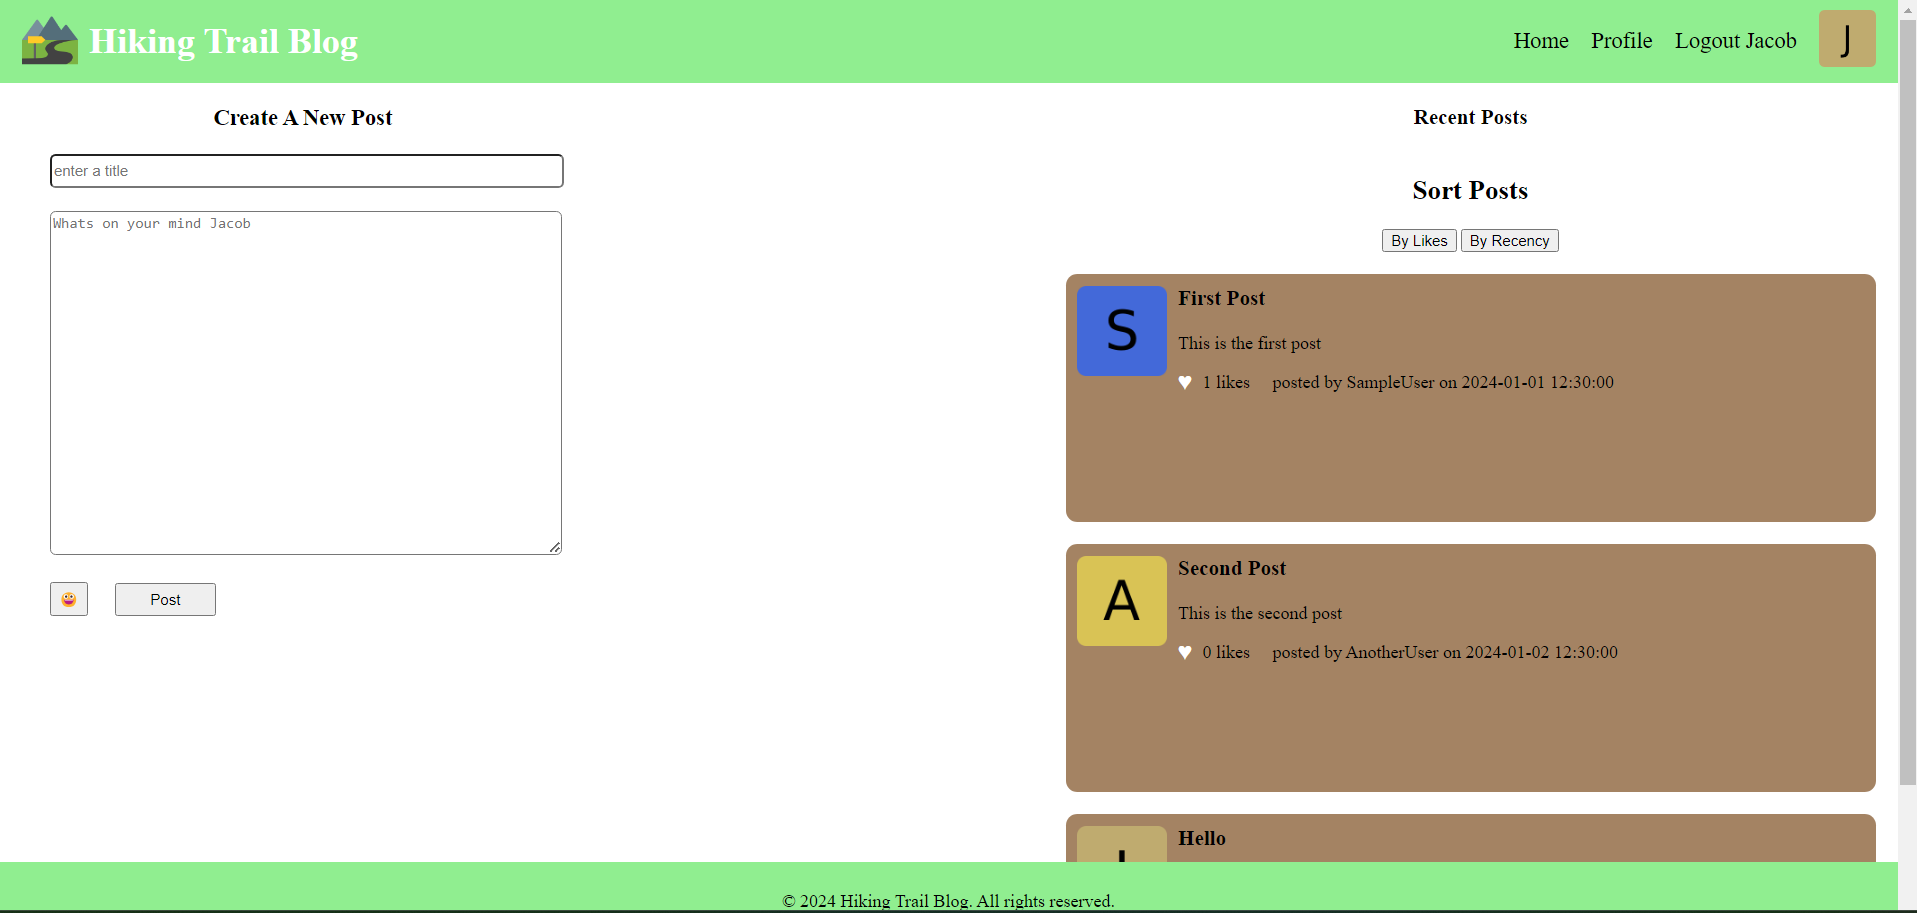 Hiking Trail Blog
Home Profile Logout Jacob J
Create A New Post
enter a title
Whats on your mind Jacob
Post
Recent Posts
Sort Posts
By Likes By Recency
S
First Post
This is the first post
1 likes posted by SampleUser on 2024-01-01 12:30:00
A
Second Post
This is the second post
0 likes posted by AnotherUser on 2024-01-02 12:30:00
Hello
© 2024 Hiking Trail Blog. All rights reserved.